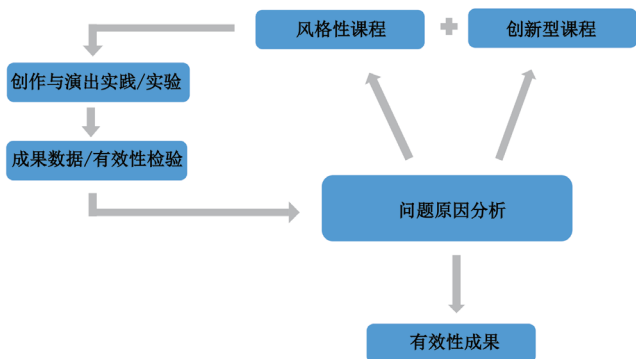 风格性课程
创新型课程
创作与演出实践/实验
成果数据/有效性检验
问题原因分析
有效性成果